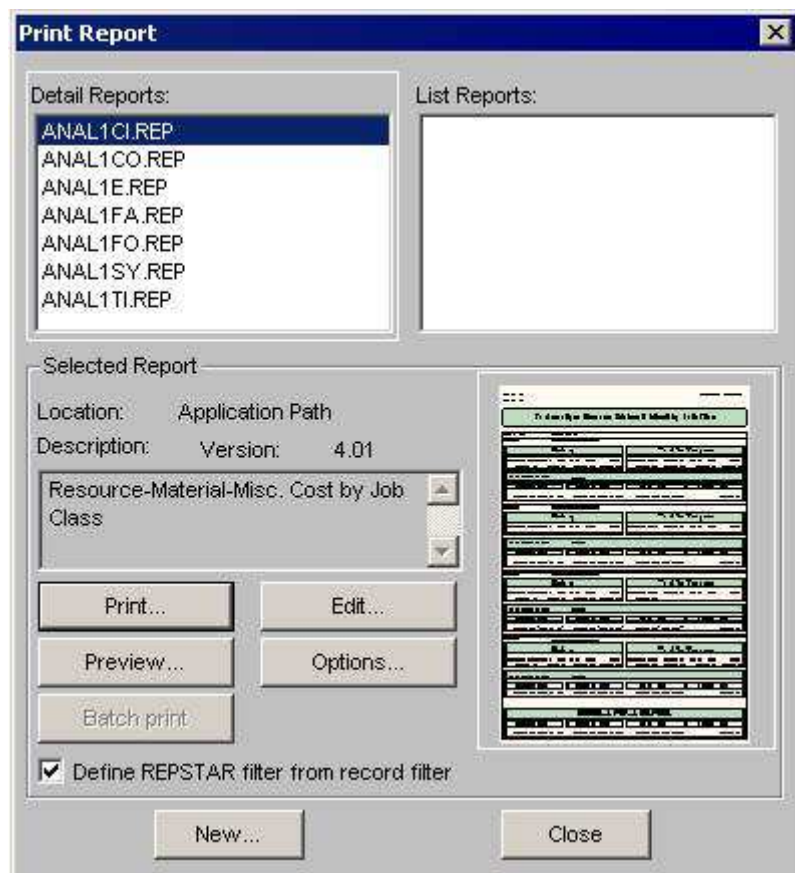 Print Report
Detail Reports:
List Reports:
ANAL1CI.REP
ANAL1CO.REP
ANAL1E.REP
ANAL1FA.REP
ANAL1FO.REP
ANAL1SY.REP
ANAL1TI.REP
Selected Report
Location: Application Path
Description: Version: 4.01
Resource-Material-Misc. Cost by Job
Class
Print... Edit...
Preview... Options...
Batch print
Define REPSTAR filter from record filter
New... Close